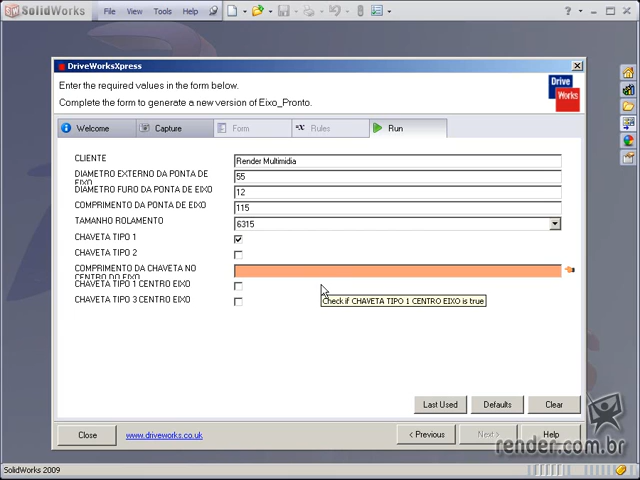 SolidWorks
File View Tools Help
?
DriveWorksXpress
Enter the required values in the form below.
Complete the form to generate a new version of Eixo_Pronto.
Drive
Works
Welcome Capture Form Rules Run
CLIENTE Render Multimidia
DIAMETRO EXTERNO DA PONTA DE
EIXO 55
DIAMETRO FURO DA PONTA DE EIXO 12
COMPRIMENTO DA PONTA DE EIXO 115
TAMANHO ROLAMENTO 6315
CHAVETA TIPO 1
CHAVETA TIPO 2
COMPRIMENTO DA CHAVETA NO
CENTRO DO EIXO
CHAVETA TIPO 1 CENTRO EIXO
CHAVETA TIPO 3 CENTRO EIXO
Check if CHAVETA TIPO 1 CENTRO EIXO is true
Last Used Defaults Clear
Close www.driveworks.co.uk < Previous Next > Help
render.com.br
SolidWorks 2009